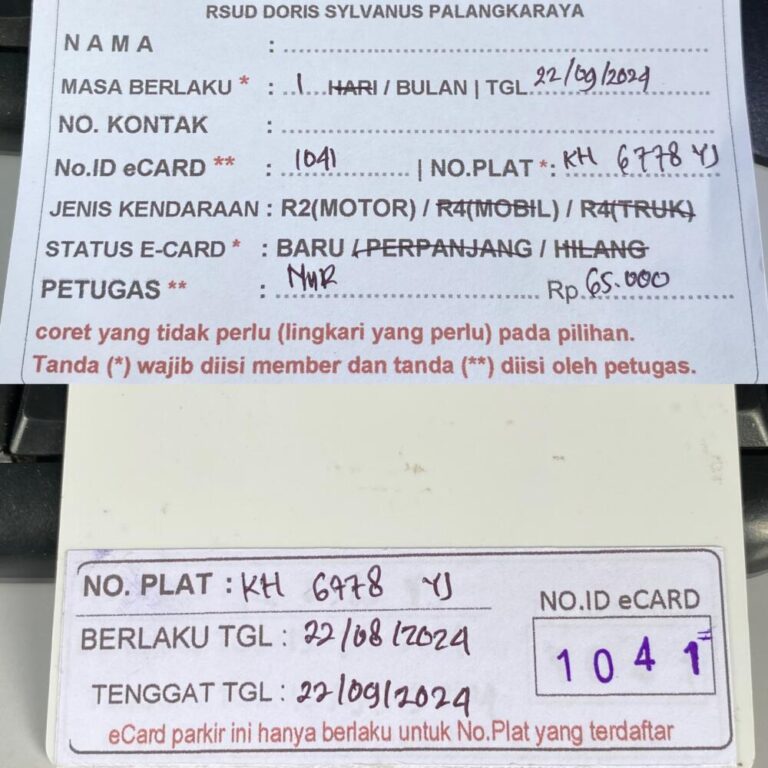 RSUD DORIS SYLVANUS PALANGKARAYA
NAMA : ......................................................
MASA BERLAKU * : ..1...HARI / BULAN | TGL 22/09/2024
NO. KONTAK : ......................................................
No.ID eCARD ** : 1041 | NO.PLAT *: KH 6778 YJ
JENIS KENDARAAN : R2(MOTOR) / R4(MOBIL) / R4(TRUK)
STATUS E-CARD * : BARU / PERPANJANG / HILANG
PETUGAS ** : NUR Rp. 65.000
coret yang tidak perlu (lingkari yang perlu) pada pilihan.
Tanda (*) wajib diisi member dan tanda (**) diisi oleh petugas.
NO. PLAT : KH 6778 YJ
BERLAKU TGL : 22/08/2024
TENGGAT TGL : 22/09/2024
NO.ID eCARD
1041
eCard parkir ini hanya berlaku untuk No.Plat yang terdaftar